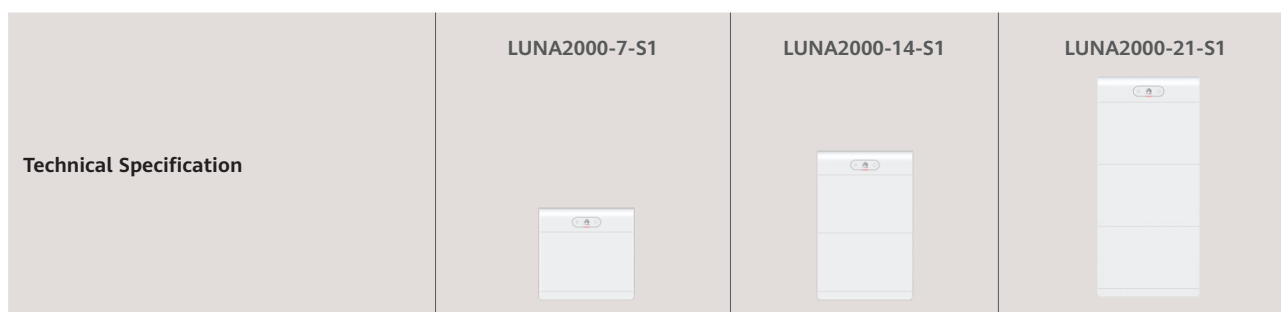 LUNA2000-7-S1
LUNA2000-14-S1
LUNA2000-21-S1
Technical Specification